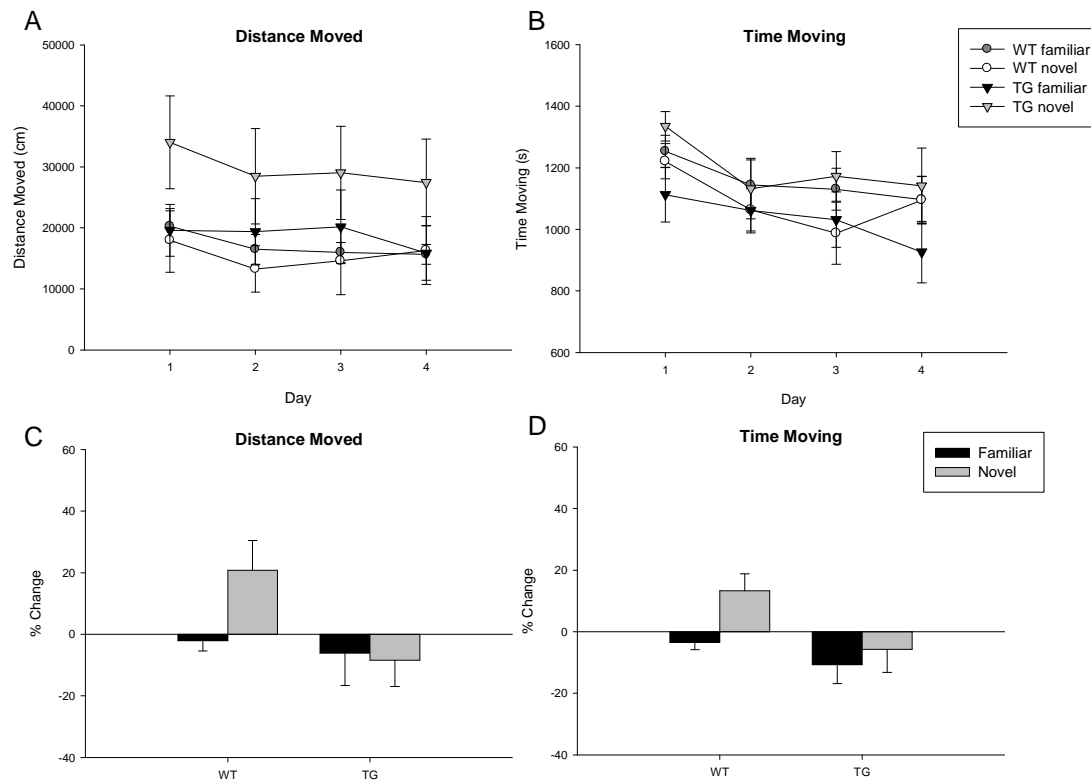 A
Distance Moved
50000
40000
30000
20000
10000
0
Distance Moved (cm)
1 2 3 4
Day
B
Time Moving
1600
1400
1200
1000
800
600
Time Moving (s)
1 2 3 4
Day
WT familiar
WT novel
TG familiar
TG novel
C
Distance Moved
60
40
20
0
-20
-40
% Change
WT TG
D
Time Moving
60
40
20
0
-20
-40
% Change
WT TG
Familiar
Novel